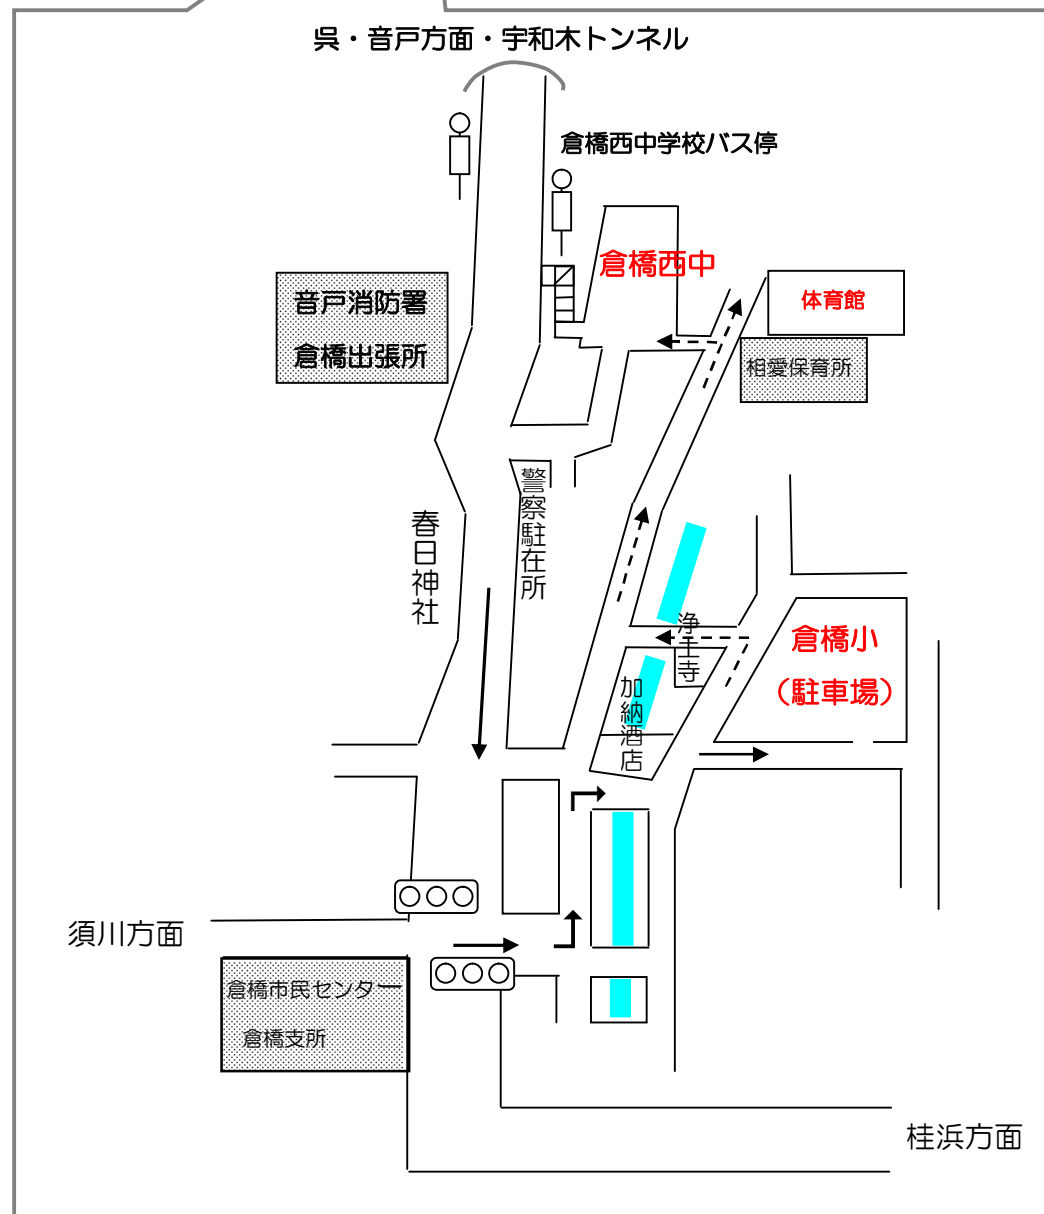 呉・音戸方面・宇和木トンネル
倉橋西中学校バス停
倉橋西中
音戸消防署
倉橋出張所
体育館
相愛保育所
警察駐在所
春日神社
浄土寺
倉橋小
（駐車場）
加納酒店
須川方面
倉橋市民センター
倉橋支所
桂浜方面